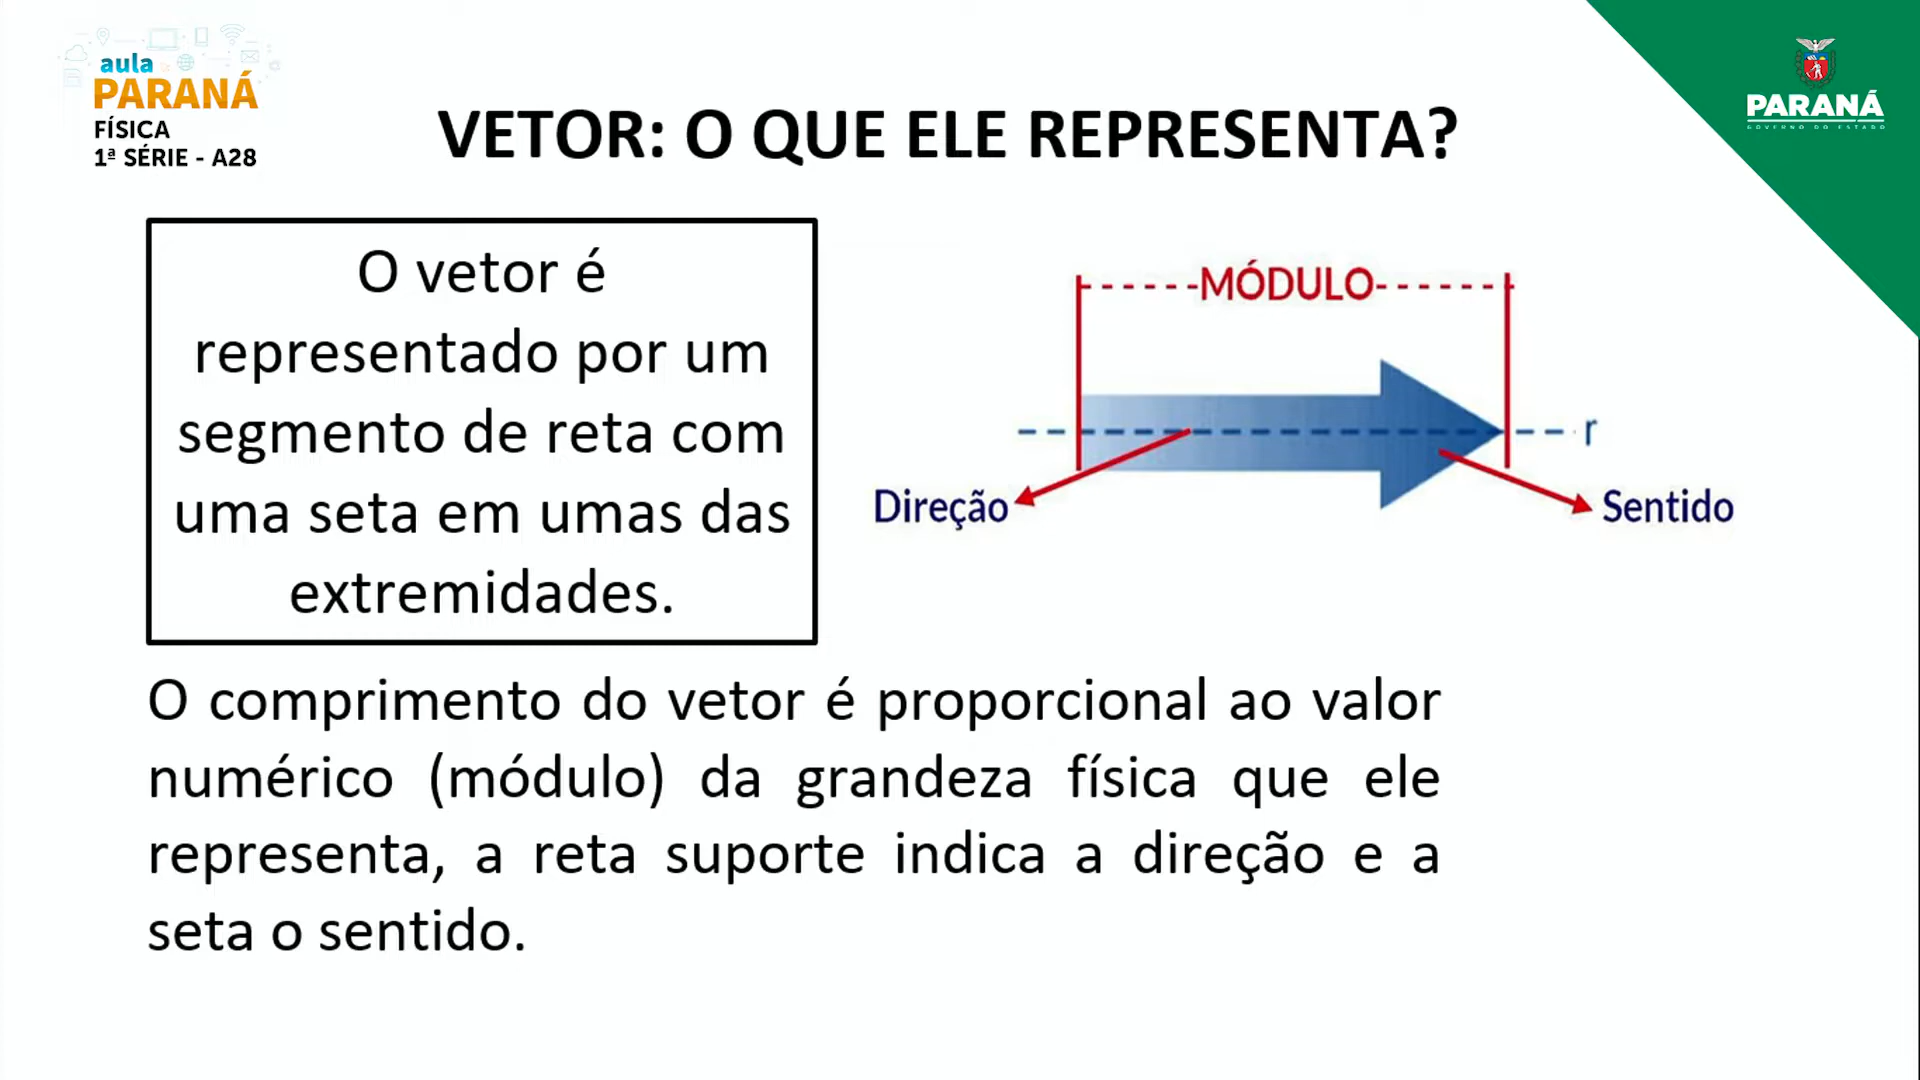 aula
PARANÁ
FÍSICA
1ª SÉRIE - A28
PARANÁ
GOVERNO DO ESTADO
VETOR: O QUE ELE REPRESENTA?
O vetor é
representado por um
segmento de reta com
uma seta em umas das
extremidades.
MÓDULO
r
Direção
Sentido
O comprimento do vetor é proporcional ao valor
numérico (módulo) da grandeza física que ele
representa, a reta suporte indica a direção e a
seta o sentido.